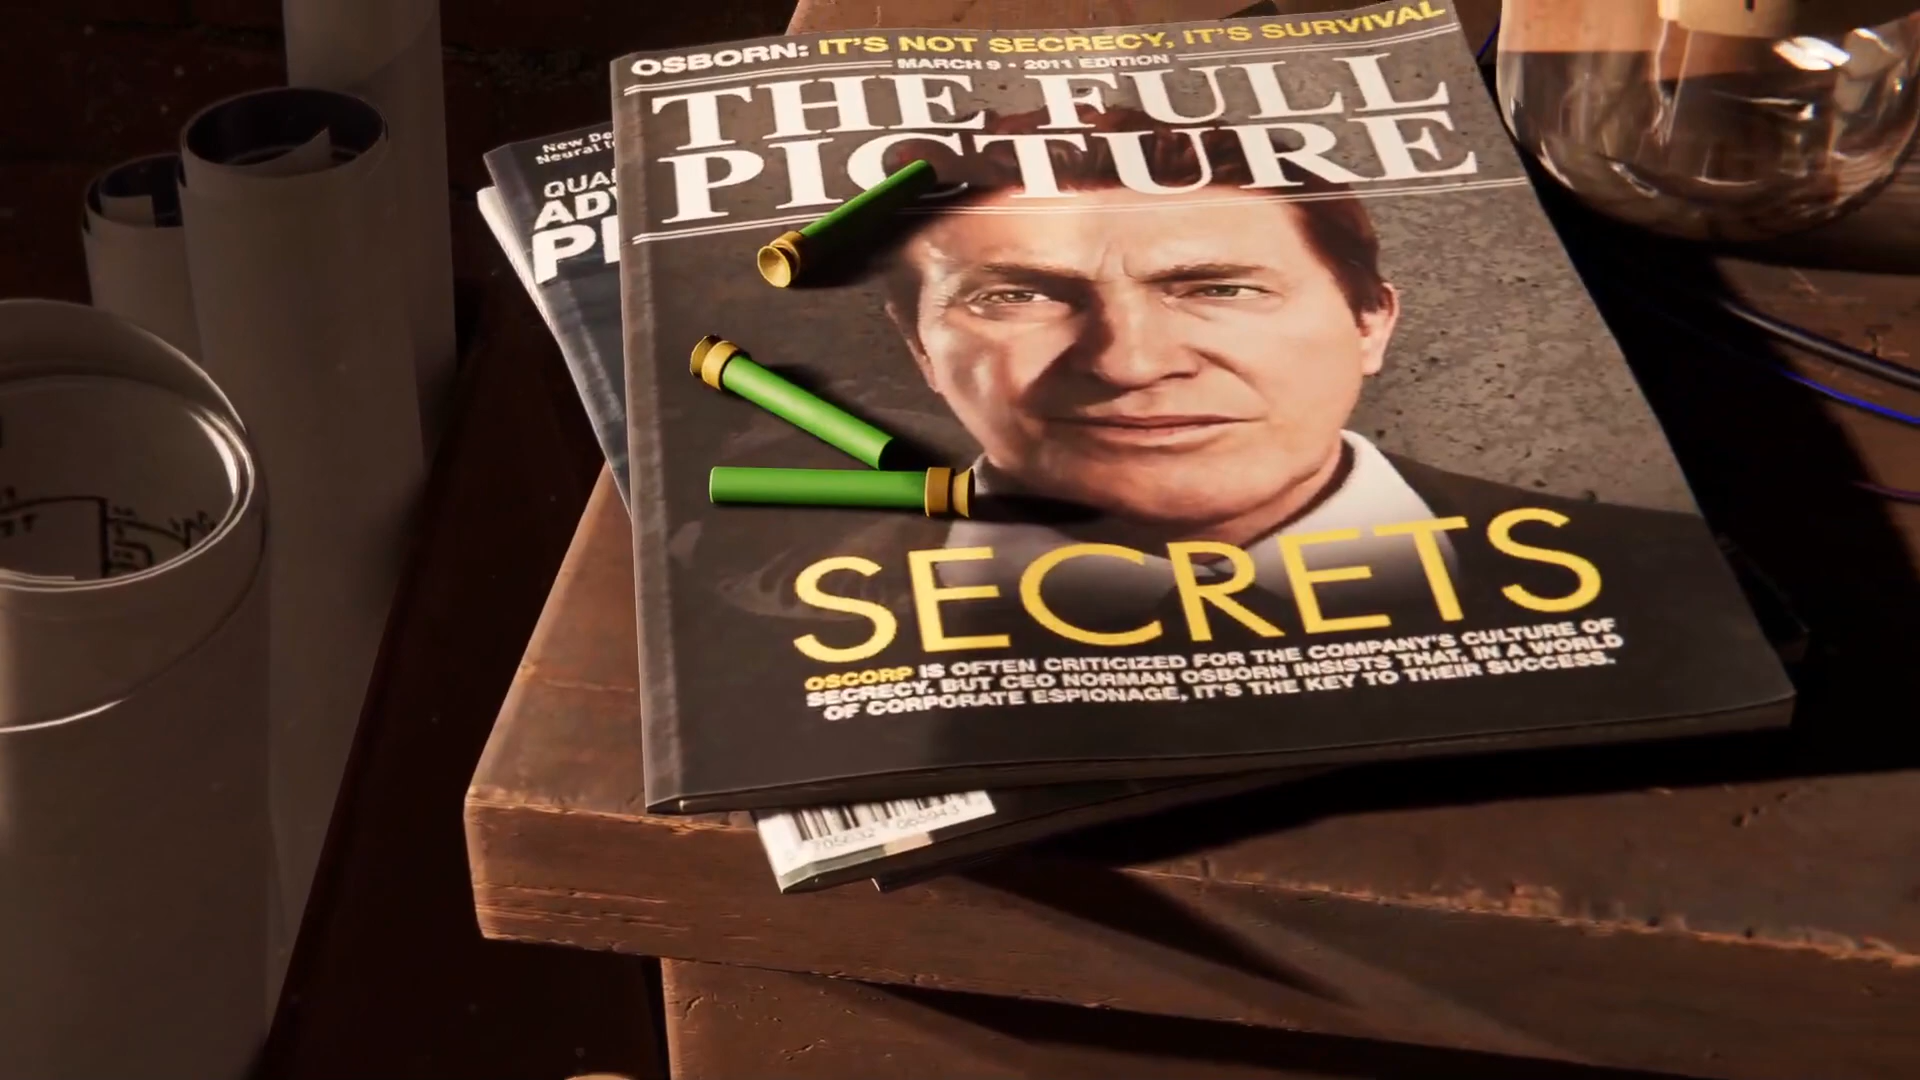 OSBORN: IT'S NOT SECRECY, IT'S SURVIVAL
MARCH 9 • 2011 EDITION
THE FULL
PICTURE
SECRETS
OSCORP IS OFTEN CRITICIZED FOR THE COMPANY'S CULTURE OF
SECRECY. BUT CEO NORMAN OSBORN INSISTS THAT, IN A WORLD
OF CORPORATE ESPIONAGE, IT'S THE KEY TO THEIR SUCCESS.
New
Neural